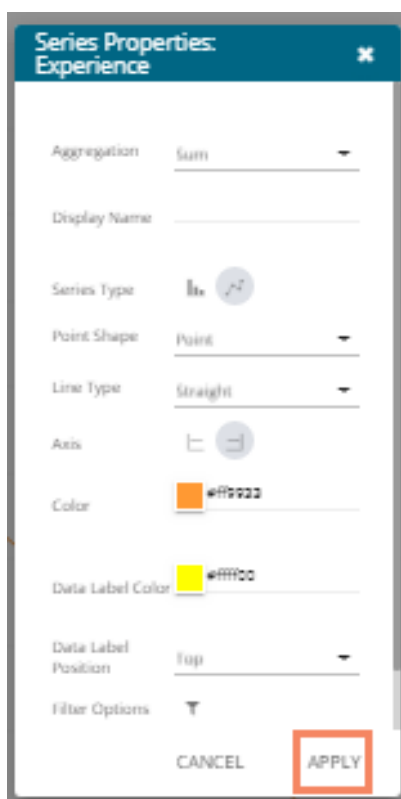 Series Properties:
Experience
Aggregation Sum
Display Name
Series Type
Point Shape Point
Line Type Straight
Axis
Color #ff9933
Data Label Color #ffff00
Data Label
Position Top
Filter Options
CANCEL APPLY